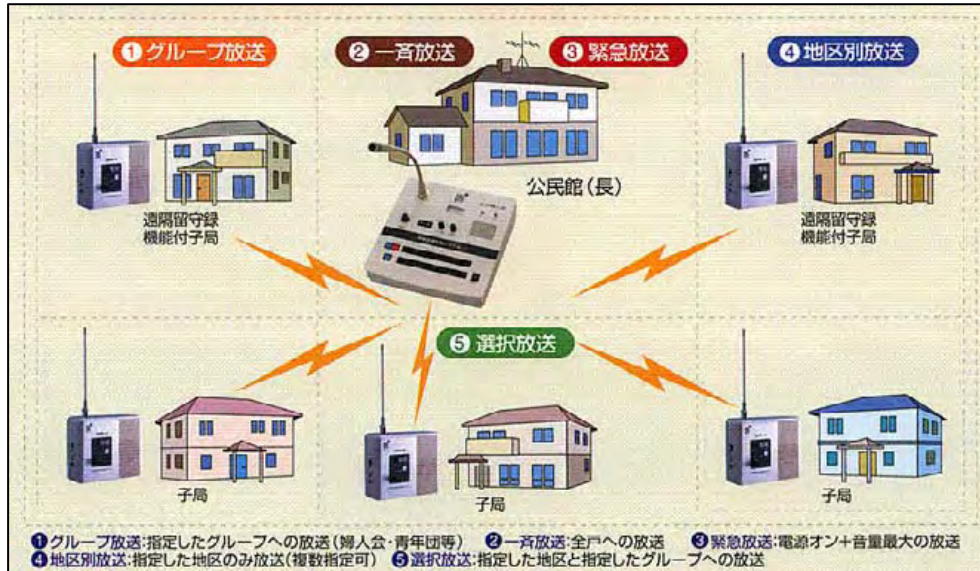 ❶グループ放送
❷一斉放送
❸緊急放送
❹地区別放送
公民館(長)
遠隔留守録
機能付子局
遠隔留守録
機能付子局
❺選択放送
子局
子局
子局
❶グループ放送:指定したグループへの放送(婦人会·青年団等) ❷一斉放送:全戸への放送 ❸緊急放送:電源オン+音量最大の放送
❹地区別放送:指定した地区のみ放送(複数指定可) ❺選択放送:指定した地区と指定したグループへの放送